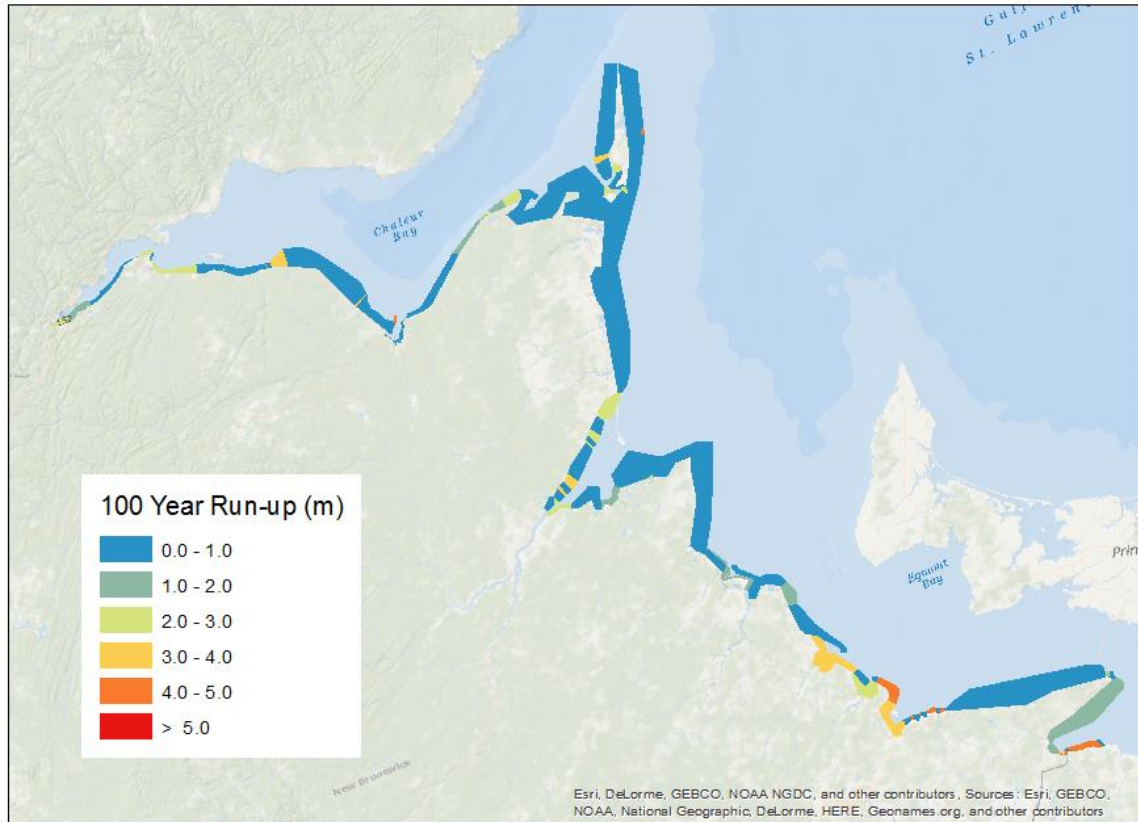 Gulf
St. Lawrence
Chaleur
Bay
Egmont
Bay
Prin
100 Year Run-up (m)
0.0 - 1.0
1.0 - 2.0
2.0 - 3.0
3.0 - 4.0
4.0 - 5.0
> 5.0
New Brunswick
Esri, DeLorme, GEBCO, NOAA NGDC, and other contributors, Sources: Esri, GEBCO,
NOAA, National Geographic, DeLorme, HERE, Geonames.org, and other contributors